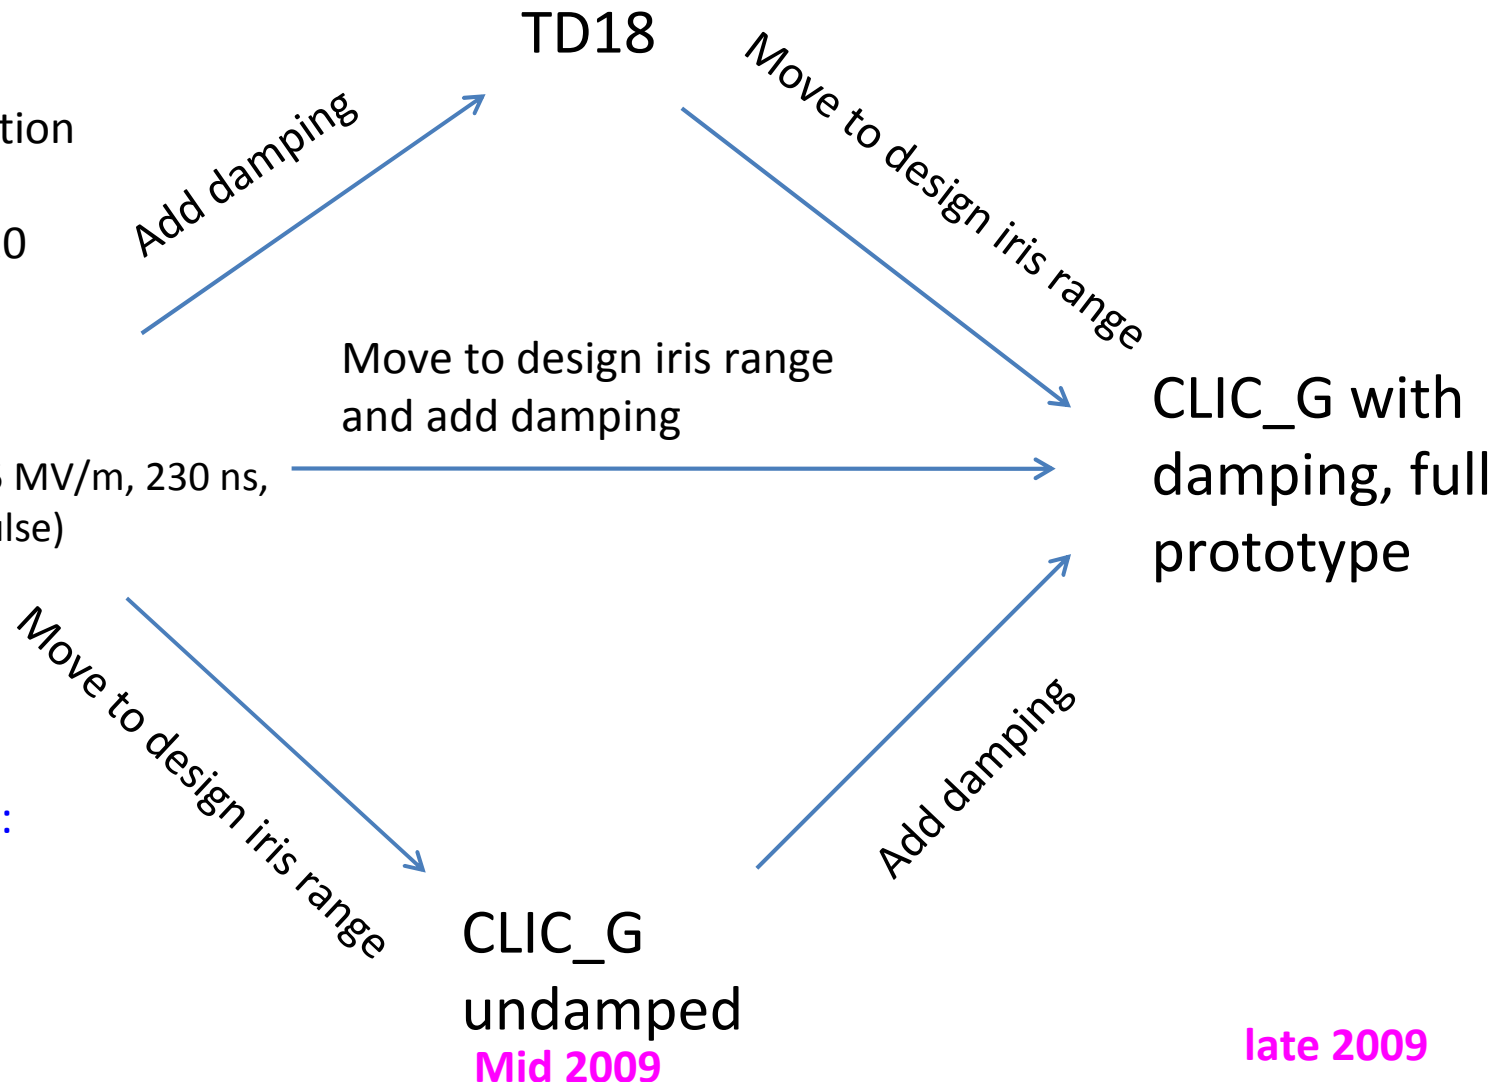 TD18
Move to design iris range
Add damping
tion
0
Move to design iris range
and add damping
CLIC_G with
damping, full
prototype
MV/m, 230 ns,
ulse)
Move to design iris range
Add damping
:
CLIC_G
undamped
Mid 2009
late 2009